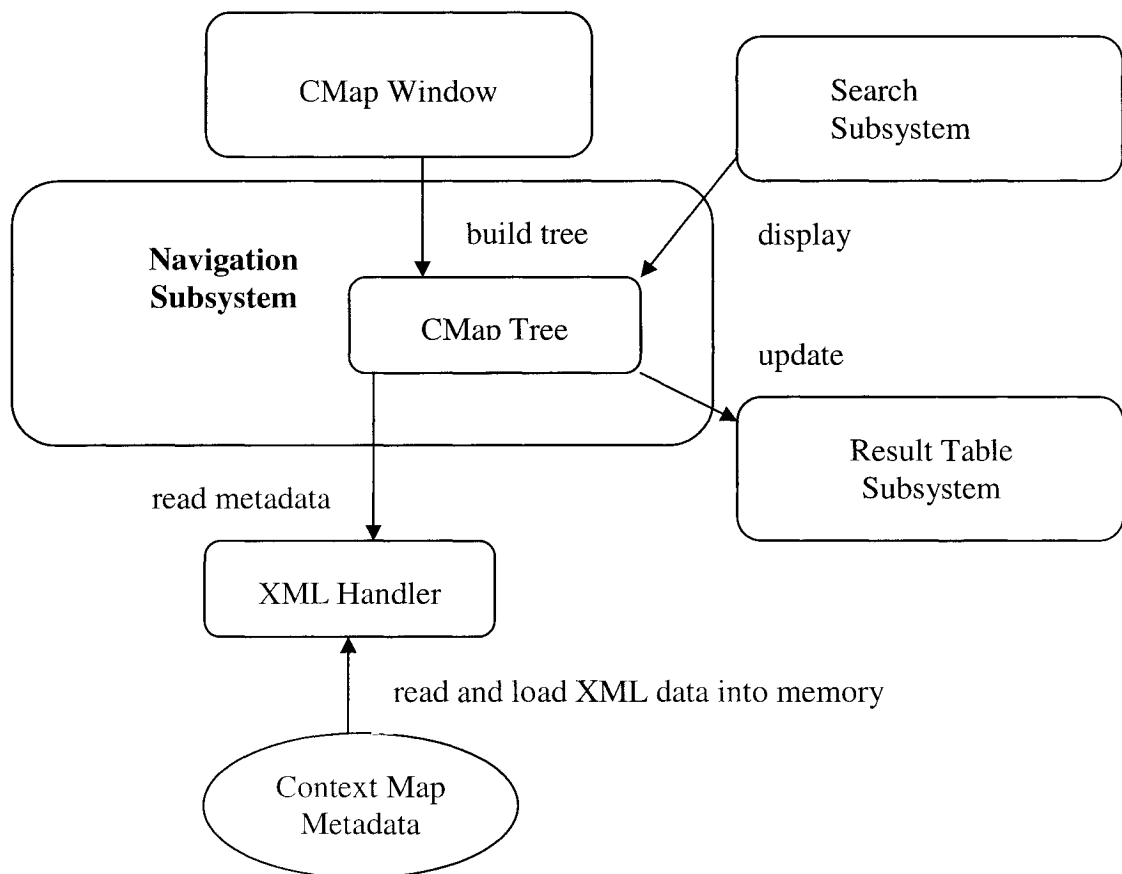 CMap Window
Search
Subsystem
build tree
display
Navigation
Subsystem
CMap Tree
update
Result Table
Subsystem
read metadata
XML Handler
read and load XML data into memory
Context Map
Metadata